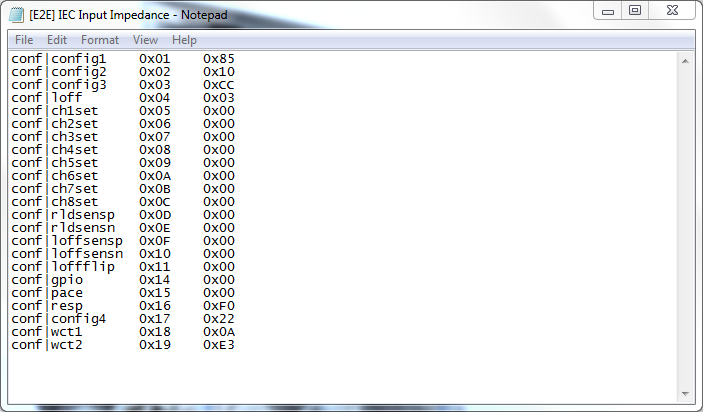 [E2E] IEC Input Impedance - Notepad
File Edit Format View Help
conf|config1 0x01 0x85
conf|config2 0x02 0x10
conf|config3 0x03 0xCC
conf|loff 0x04 0x03
conf|ch1set 0x05 0x00
conf|ch2set 0x06 0x00
conf|ch3set 0x07 0x00
conf|ch4set 0x08 0x00
conf|ch5set 0x09 0x00
conf|ch6set 0x0A 0x00
conf|ch7set 0x0B 0x00
conf|ch8set 0x0C 0x00
conf|rldsensp 0x0D 0x00
conf|rldsensn 0x0E 0x00
conf|loffsensp 0x0F 0x00
conf|loffsensn 0x10 0x00
conf|loffflip 0x11 0x00
conf|gpio 0x14 0x00
conf|pace 0x15 0x00
conf|resp 0x16 0xF0
conf|config4 0x17 0x22
conf|wct1 0x18 0x0A
conf|wct2 0x19 0xE3